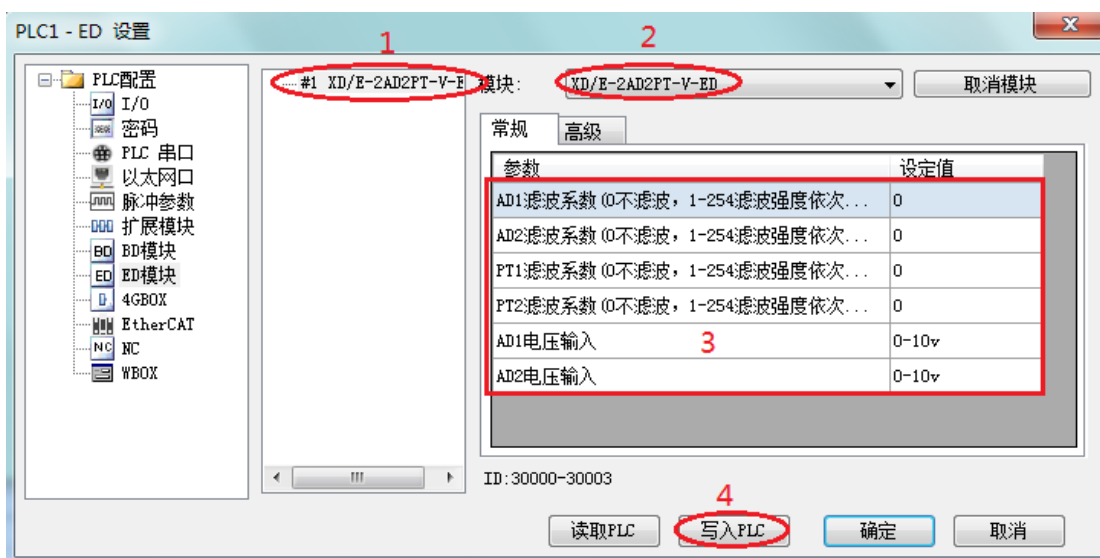 PLC1 - ED 设置
1
2
PLC配置
I/O I/O
密码
PLC 串口
以太网口
脉冲参数
扩展模块
BD BD模块
ED ED模块
4GBOX
EtherCAT
NC NC
WBOX
#1 XD/E-2AD2PT-V-E
模块:
XD/E-2AD2PT-V-ED
取消模块
常规
高级
参数
设定值
AD1滤波系数(0不滤波，1-254滤波强度依次...
0
AD2滤波系数(0不滤波，1-254滤波强度依次...
0
PT1滤波系数(0不滤波，1-254滤波强度依次...
0
PT2滤波系数(0不滤波，1-254滤波强度依次...
0
AD1电压输入
3
0-10v
AD2电压输入
0-10v
ID:30000-30003
4
读取PLC
写入PLC
确定
取消